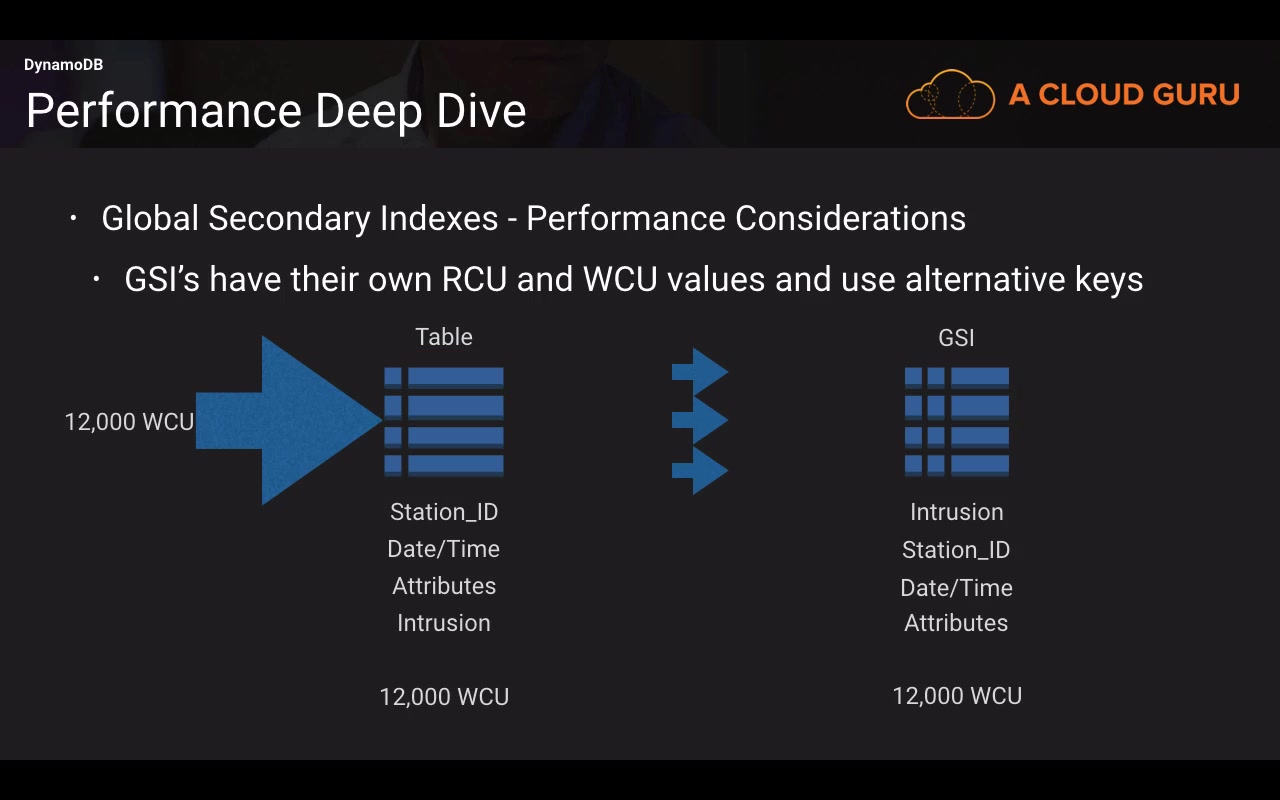 DynamoDB
Performance Deep Dive
A CLOUD GURU
• Global Secondary Indexes - Performance Considerations
• GSI’s have their own RCU and WCU values and use alternative keys
Table
GSI
12,000 WCU
Station_ID
Date/Time
Attributes
Intrusion
12,000 WCU
Intrusion
Station_ID
Date/Time
Attributes
12,000 WCU